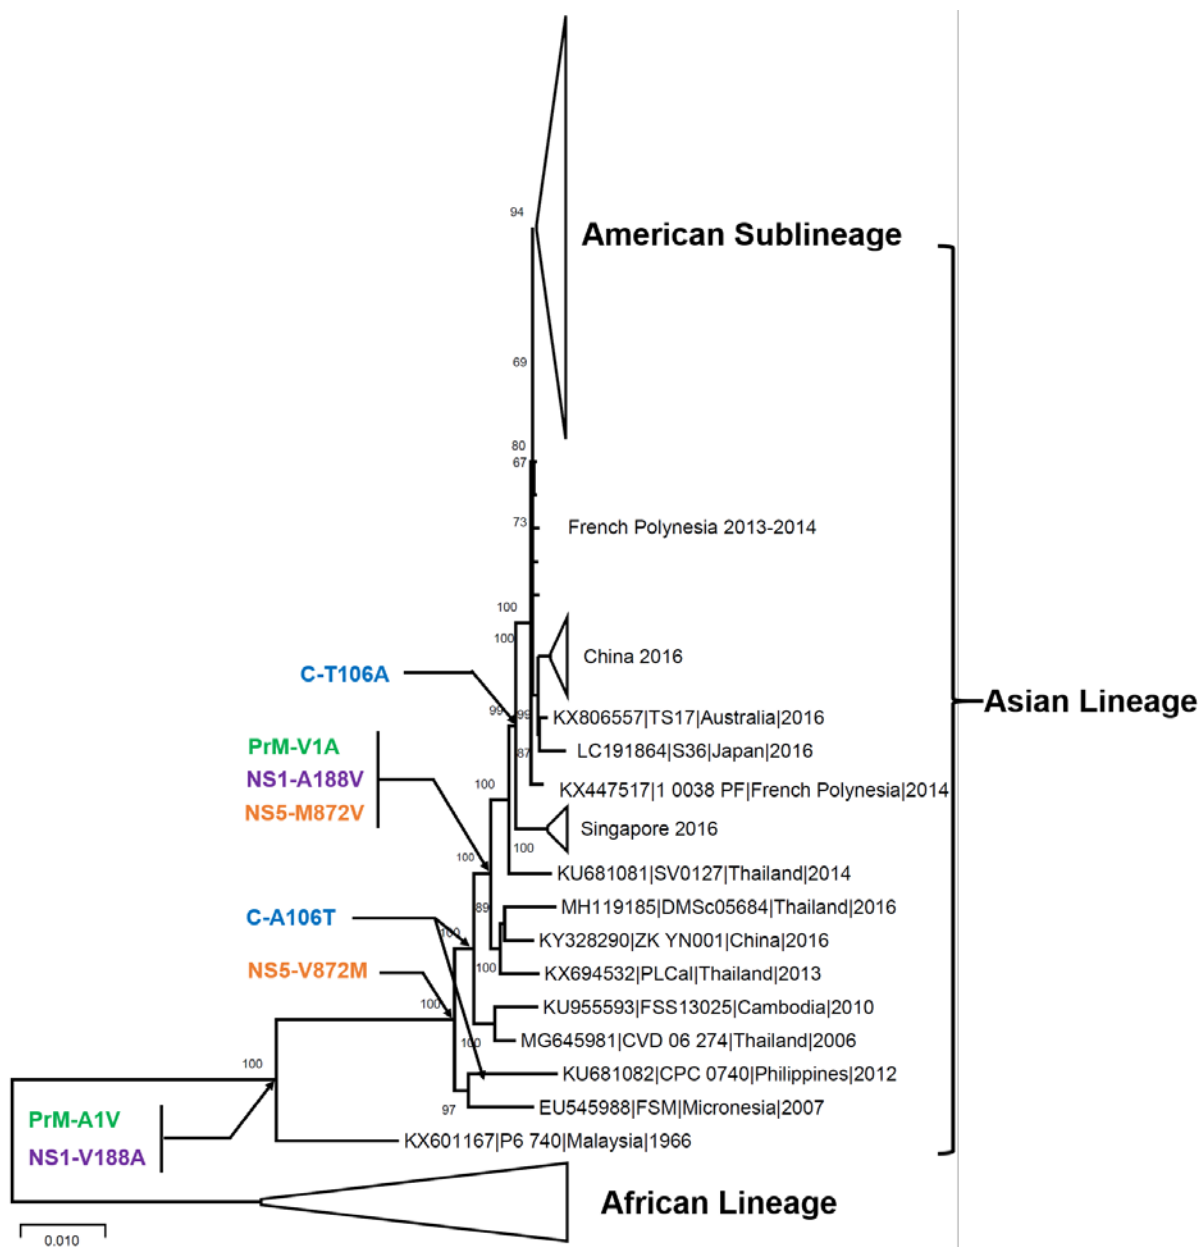 94
American Sublineage
69
80
67
73
French Polynesia 2013-2014
100
100
China 2016
C-T106A
99
99
KX806557|TS17|Australia|2016
PrM-V1A
87
LC191864|S36|Japan|2016
NS1-A188V
100
KX447517|1 0038 PF|French Polynesia|2014
NS5-M872V
Singapore 2016
100
100
KU681081|SV0127|Thailand|2014
89
MH119185|DMSc05684|Thailand|2016
C-A106T
100
KY328290|ZK YN001|China|2016
NS5-V872M
100
KX694532|PLCal|Thailand|2013
100
KU955593|FSS13025|Cambodia|2010
100
MG645981|CVD 06 274|Thailand|2006
100
KU681082|CPC 0740|Philippines|2012
97
EU545988|FSM|Micronesia|2007
PrM-A1V
NS1-V188A
KX601167|P6 740|Malaysia|1966
Asian Lineage
African Lineage
0.010